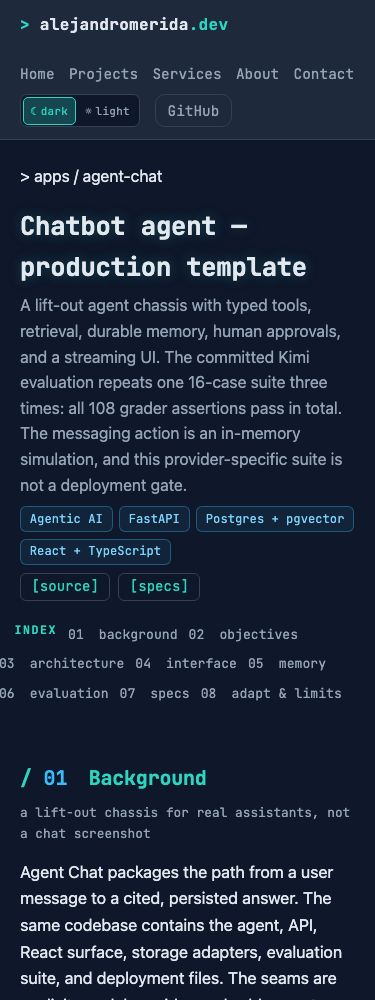 > alejandromerida.dev
Home Projects Services About Contact
☾ dark ☼ light GitHub
> apps / agent-chat
Chatbot agent —
production template
A lift-out agent chassis with typed tools,
retrieval, durable memory, human approvals,
and a streaming UI. The committed Kimi
evaluation repeats one 16-case suite three
times: all 108 grader assertions pass in total.
The messaging action is an in-memory
simulation, and this provider-specific suite is
not a deployment gate.
Agentic AI FastAPI Postgres + pgvector
React + TypeScript
[source] [specs]
INDEX 01 background 02 objectives
03 architecture 04 interface 05 memory
06 evaluation 07 specs 08 adapt & limits
/ 01 Background
a lift-out chassis for real assistants, not
a chat screenshot
Agent Chat packages the path from a user
message to a cited, persisted answer. The
same codebase contains the agent, API,
React surface, storage adapters, evaluation
suite, and deployment files. The seams are